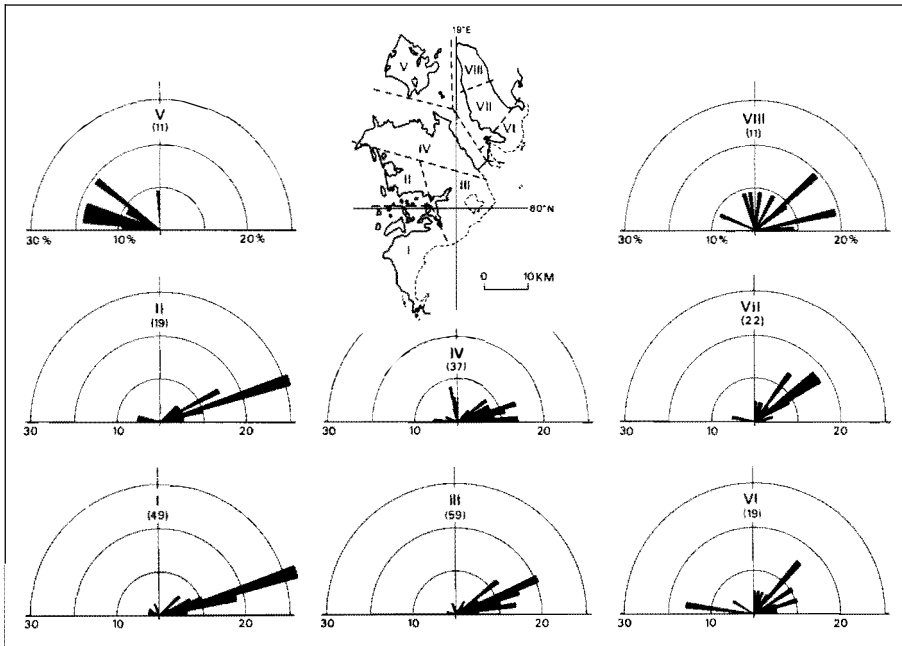 19°E
V
VIII
VII
VI
IV
II
III
80°N
I
0 10KM
V
(11)
30% 10% 20%
VIII
(11)
30% 10% 20%
II
(19)
30 10 20
IV
(37)
30 10 20
VII
(22)
30 10 20
I
(49)
30 10 20
III
(59)
30 10 20
VI
(19)
30 10 20